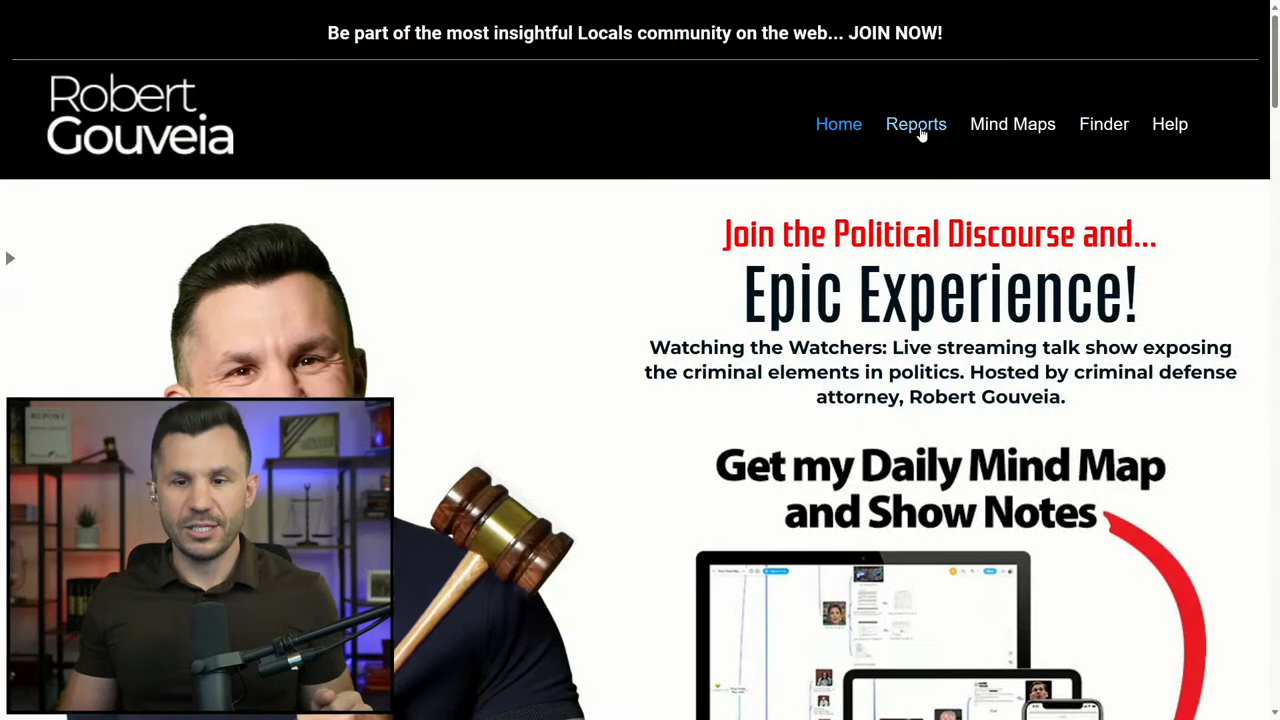 Be part of the most insightful Locals community on the web... JOIN NOW!
Robert
Gouveia
Home Reports Mind Maps Finder Help
Join the Political Discourse and...
Epic Experience!
Watching the Watchers: Live streaming talk show exposing
the criminal elements in politics. Hosted by criminal defense
attorney, Robert Gouveia.
Get my Daily Mind Map
and Show Notes
REPORT